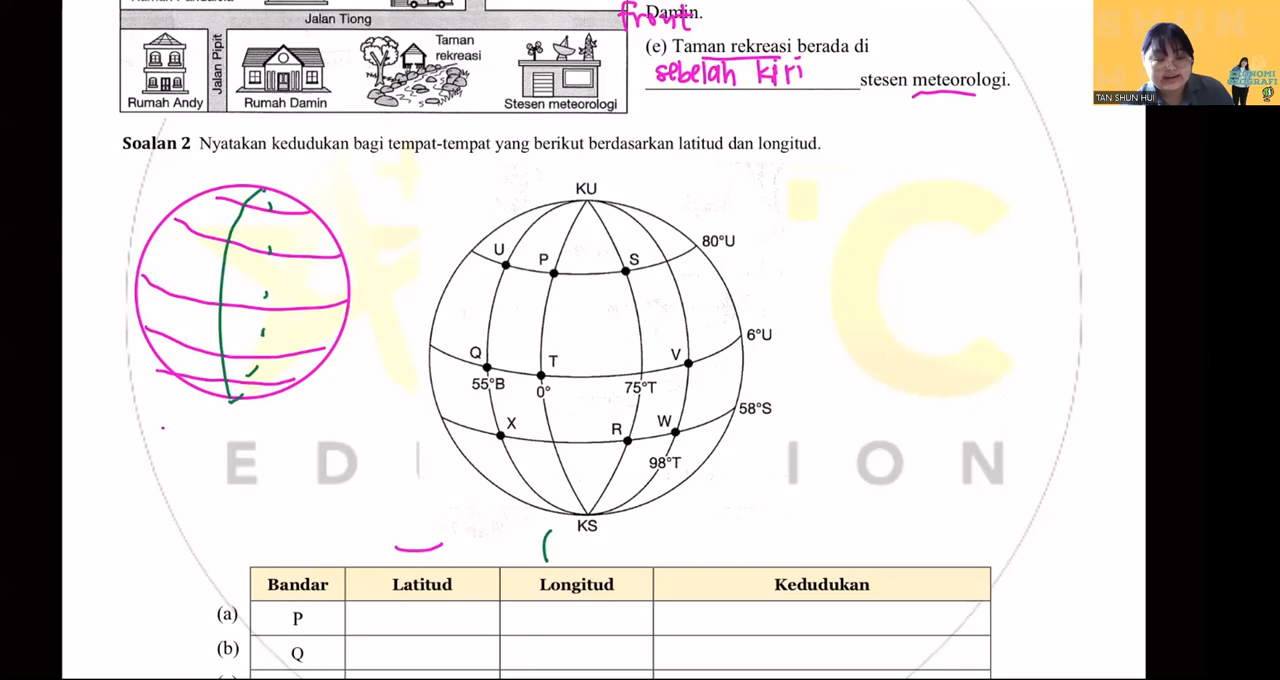 Jalan Tiong
Jalan Pipit
Taman
rekreasi
Rumah Andy
Rumah Damin
Stesen meteorologi
front
Damin.
(e) Taman rekreasi berada di
sebelah kiri
stesen meteorologi.
TAN SHUN HUI
EKONOMI
GEOGRAFI
Soalan 2 Nyatakan kedudukan bagi tempat-tempat yang berikut berdasarkan latitud dan longitud.
KU
80°U
U
P
S
6°U
Q
T
V
55°B
0°
75°T
58°S
X
R
W
98°T
KS
Bandar Latitud Longitud Kedudukan
(a) P
(b) Q